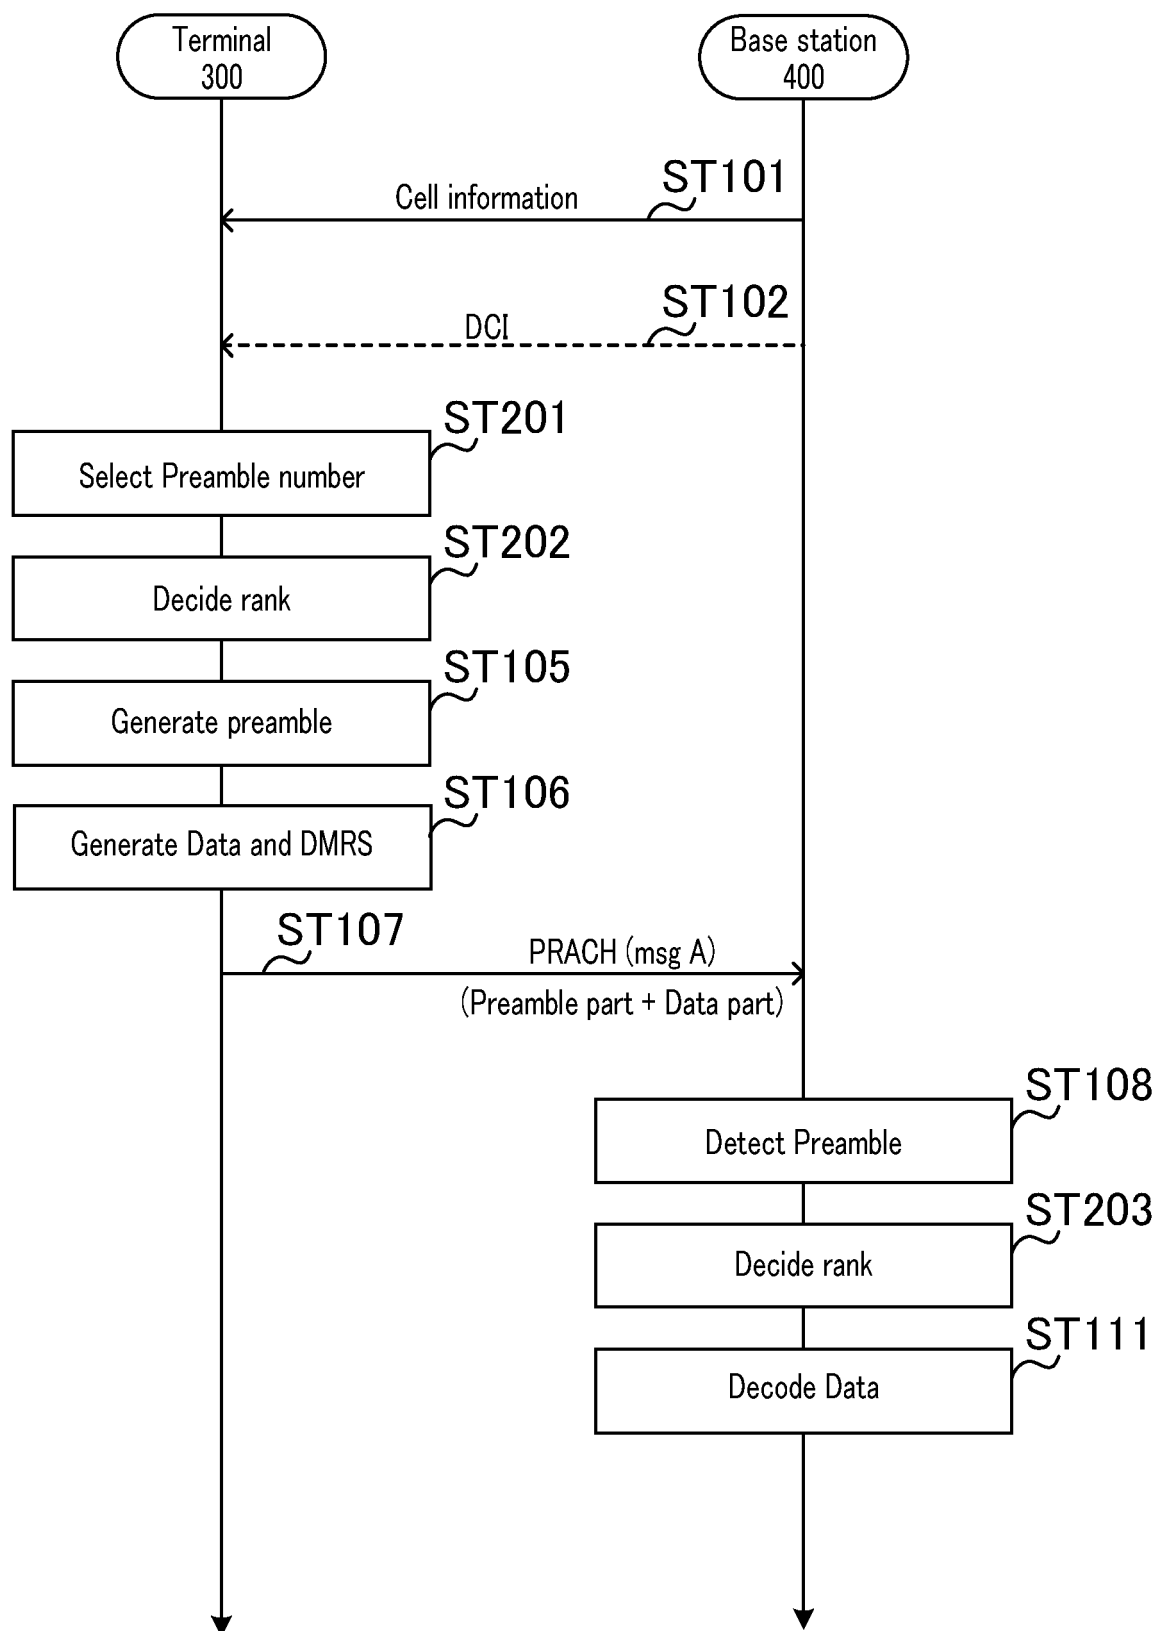 Terminal
300
Base station
400
ST101
Cell information
ST102
DCI
ST201
Select Preamble number
ST202
Decide rank
ST105
Generate preamble
ST106
Generate Data and DMRS
ST107
PRACH (msg A)
(Preamble part + Data part)
ST108
Detect Preamble
ST203
Decide rank
ST111
Decode Data